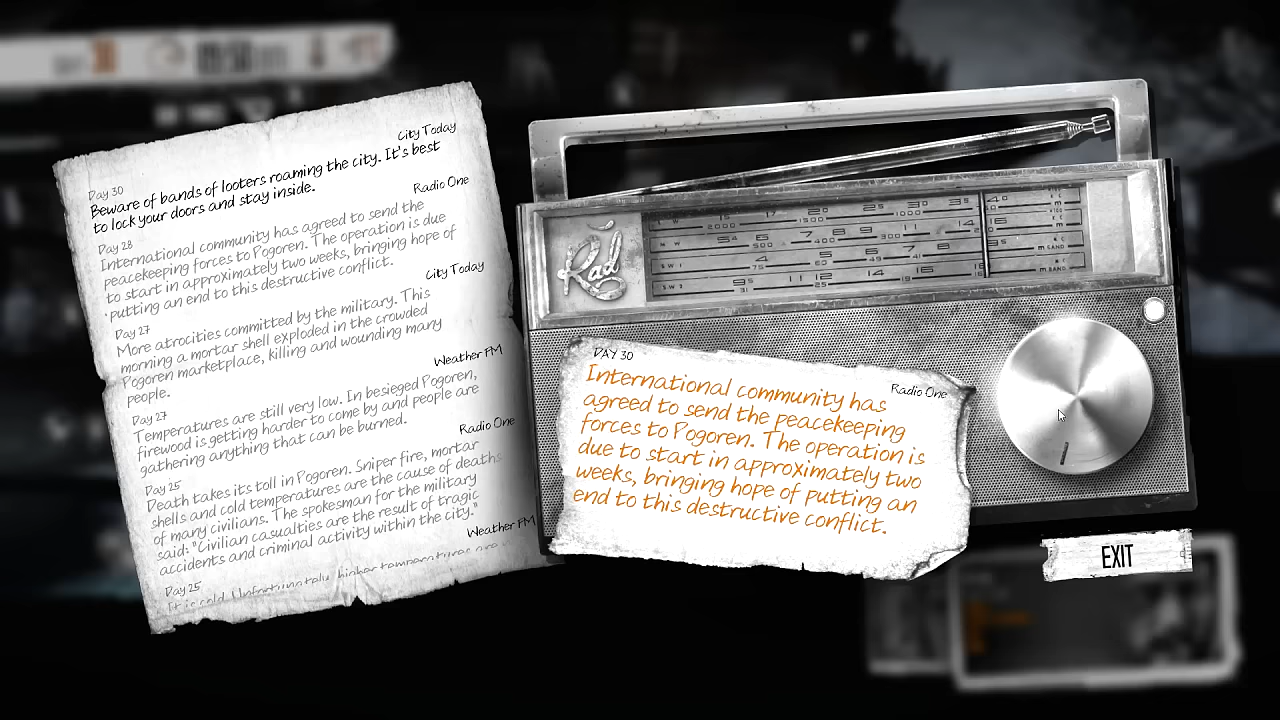 City Today
Day 30
Beware of bands of looters roaming the city. It's best
to lock your doors and stay inside.
Radio One
Day 28
International community has agreed to send the
peacekeeping forces to Pogoren. The operation is due
to start in approximately two weeks, bringing hope of
putting an end to this destructive conflict.
City Today
Day 27
More atrocities committed by the military. This
morning a mortar shell exploded in the crowded
Pogoren marketplace, killing and wounding many
people.
Weather FM
Day 27
Temperatures are still very low. In besieged Pogoren,
firewood is getting harder to come by and people are
gathering anything that can be burned.
Radio One
Day 25
Death takes its toll in Pogoren. Sniper fire, mortar
shells and cold temperatures are the cause of deaths
of many civilians. The spokesman for the military
said: "Civilian casualties are the result of tragic
accidents and criminal activity within the city."
Weather FM
Day 25
It is cold. Unfortunately, higher temperatures are
Rad
DAY 30
Radio One
International community has
agreed to send the peacekeeping
forces to Pogoren. The operation is
due to start in approximately two
weeks, bringing hope of putting an
end to this destructive conflict.
EXIT